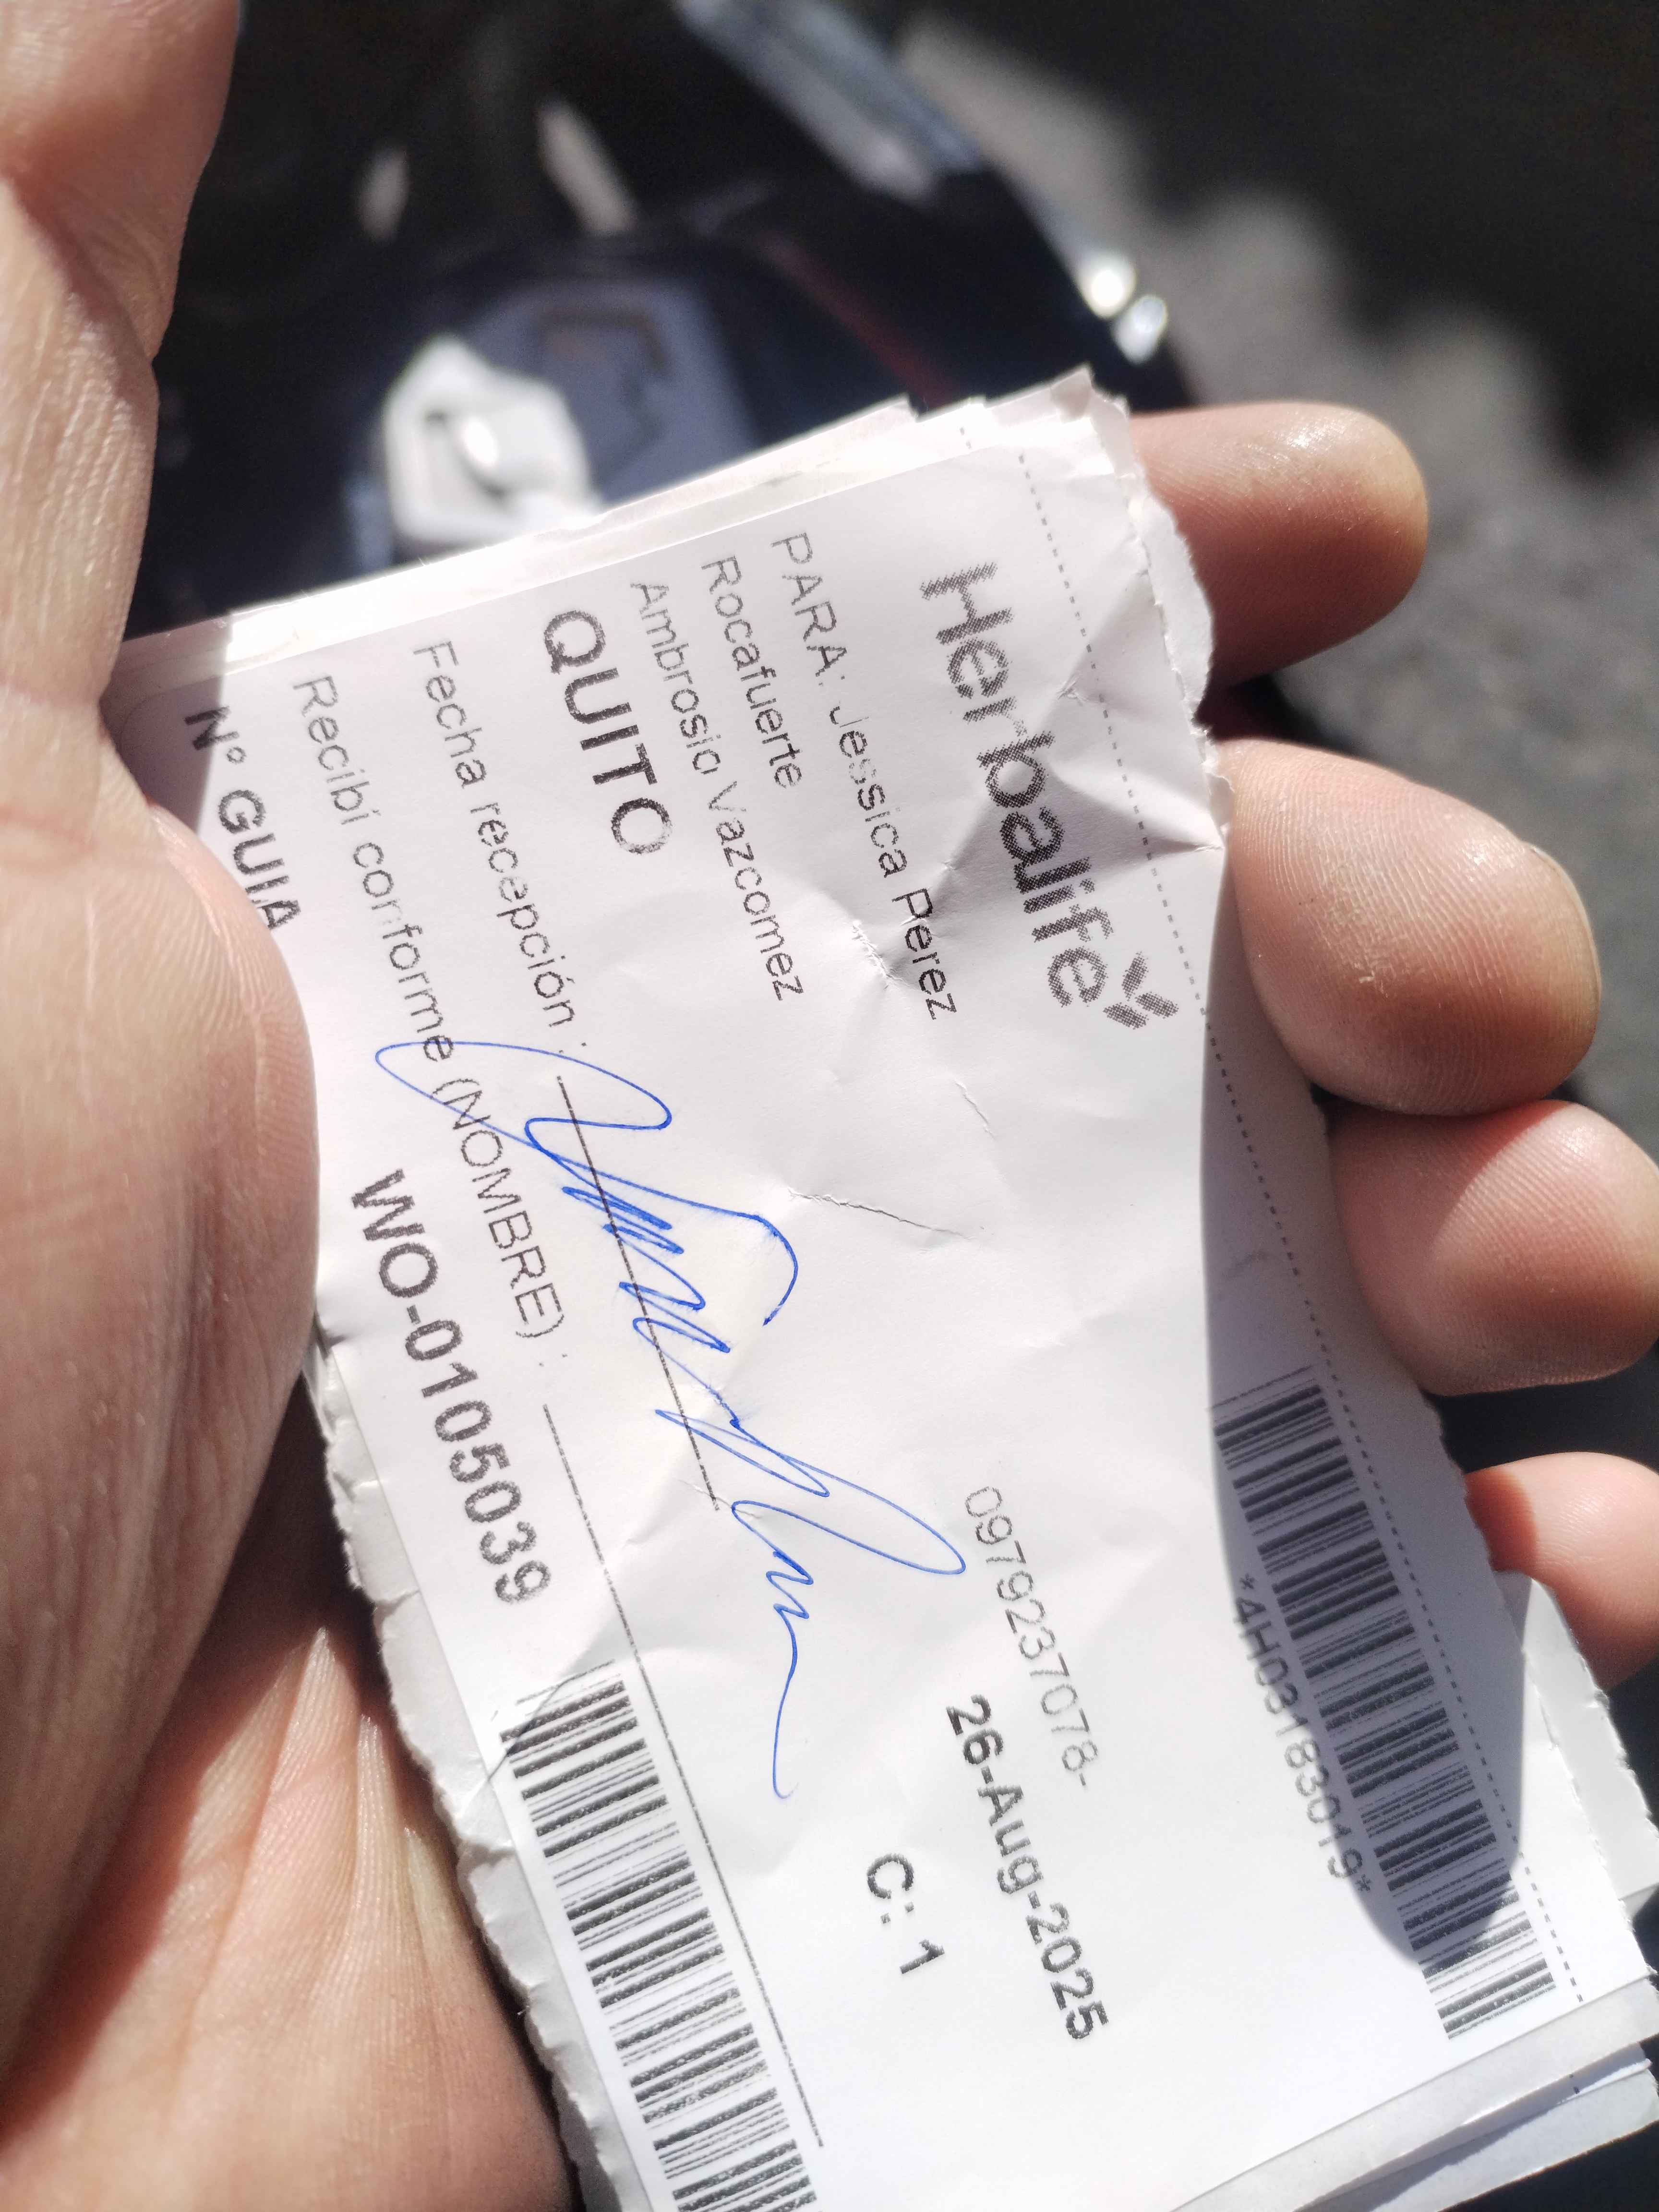 *4H03183019*
Herbalife
PARA: Jessica Perez 0979237078-
Rocafuerte
Ambrosio Vazcomez 26-Aug-2025
QUITO C: 1
Fecha recepción :
Recibí conforme (NOMBRE) :
N° GUIA WO-0105039